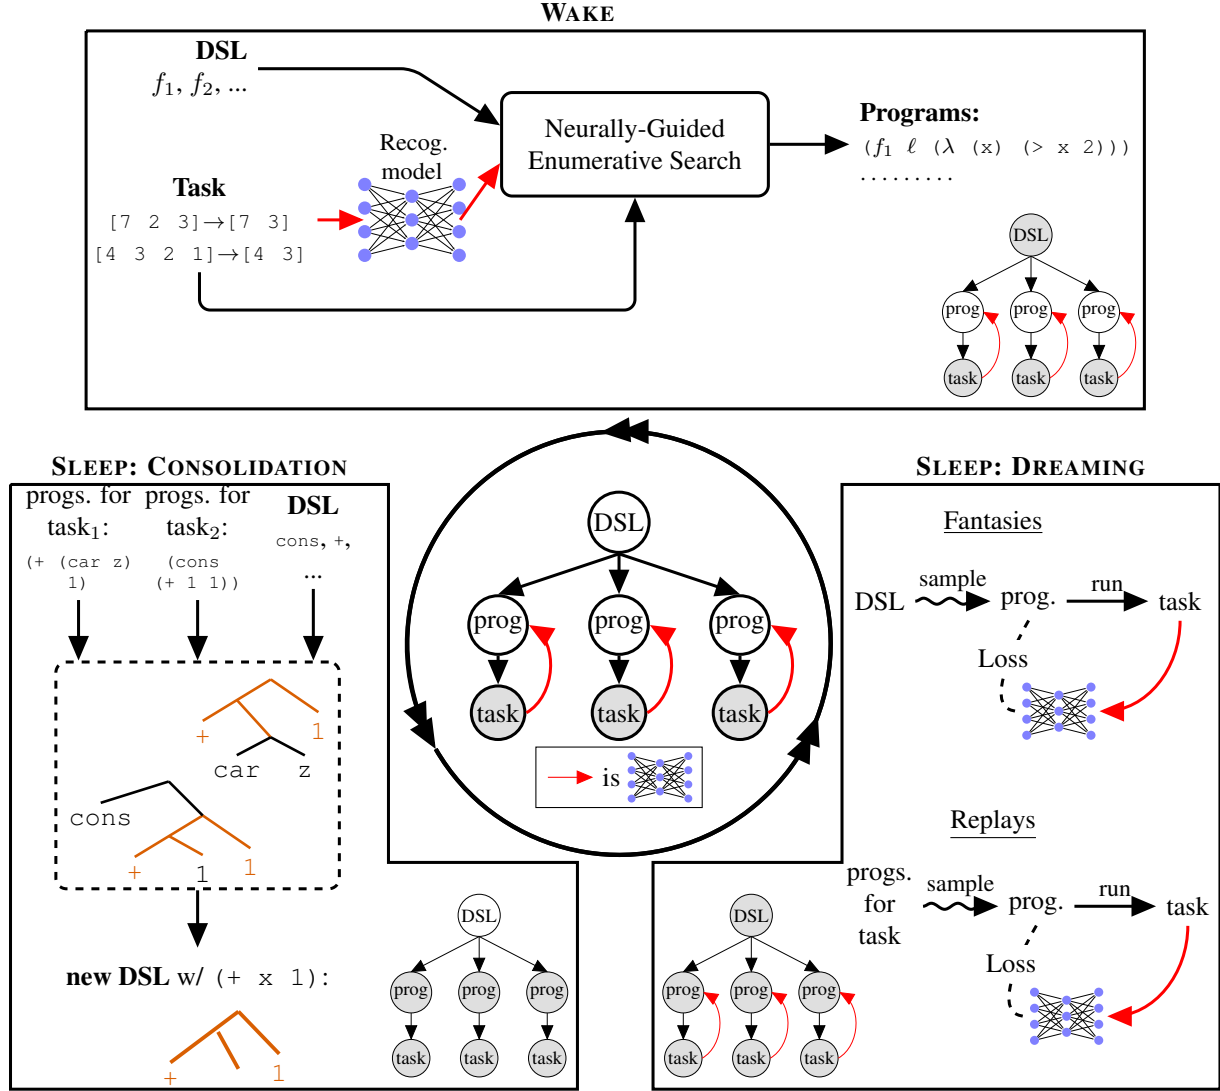 WAKE
DSL
f1, f2, ...
Recog.
model
Task
[7 2 3]→[7 3]
[4 3 2 1]→[4 3]
Neurally-Guided
Enumerative Search
Programs:
(f1 ℓ (λ (x) (> x 2)))
.........
DSL
prog prog prog
task task task
SLEEP: CONSOLIDATION
progs. for
task1:
(+ (car z)
1)
progs. for
task2:
(cons
(+ 1 1))
DSL
cons, +,
...
+ 1
car z
cons
+ 1 1
new DSL w/ (+ x 1):
+ 1
DSL
prog prog prog
task task task
DSL
prog prog prog
task task task
is
SLEEP: DREAMING
Fantasies
DSL sample prog. run task
Loss
Replays
progs.
for
task
sample prog. run task
Loss
DSL
prog prog prog
task task task